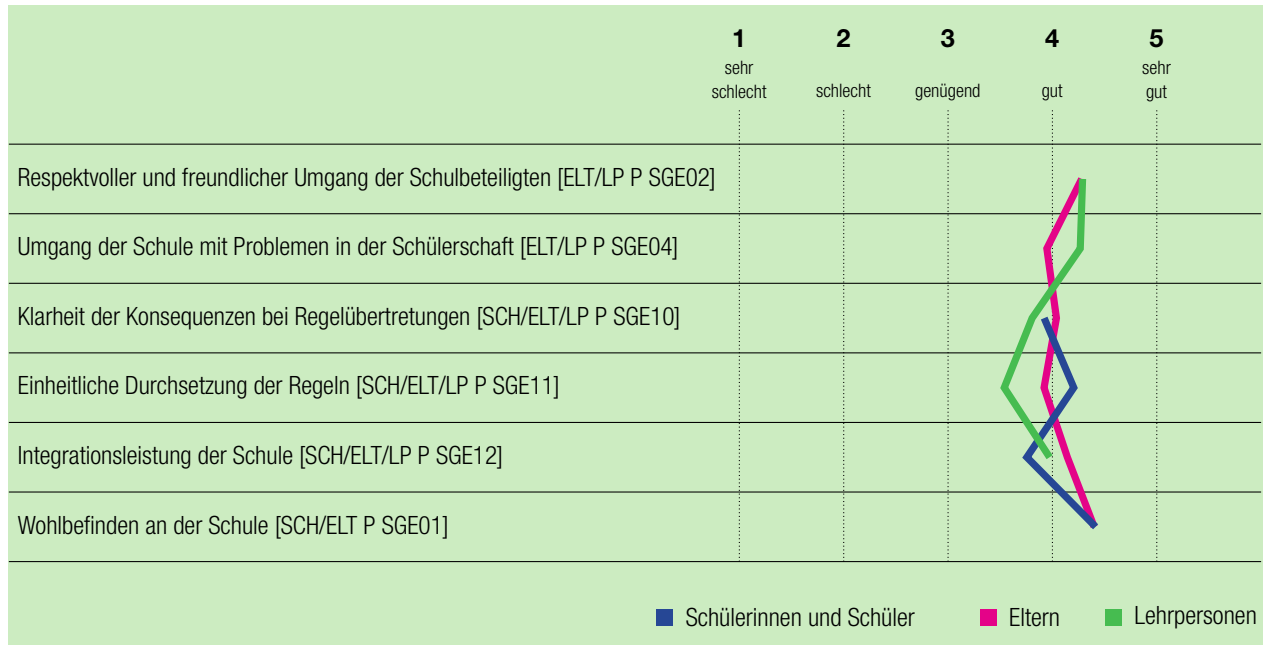 1 2 3 4 5
sehr schlecht schlecht genügend gut sehr gut
Respektvoller und freundlicher Umgang der Schulbeteiligten [ELT/LP P SGE02]
Umgang der Schule mit Problemen in der Schülerschaft [ELT/LP P SGE04]
Klarheit der Konsequenzen bei Regelübertretungen [SCH/ELT/LP P SGE10]
Einheitliche Durchsetzung der Regeln [SCH/ELT/LP P SGE11]
Integrationsleistung der Schule [SCH/ELT/LP P SGE12]
Wohlbefinden an der Schule [SCH/ELT P SGE01]
Schülerinnen und Schüler Eltern Lehrpersonen